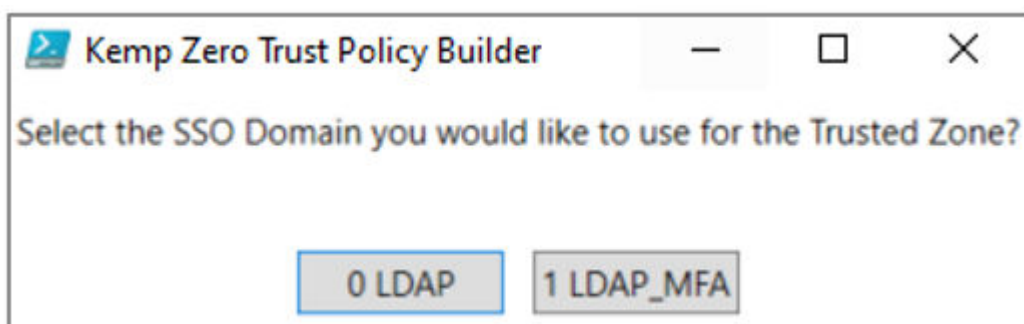 Kemp Zero Trust Policy Builder
Select the SSO Domain you would like to use for the Trusted Zone?
0 LDAP 1 LDAP_MFA